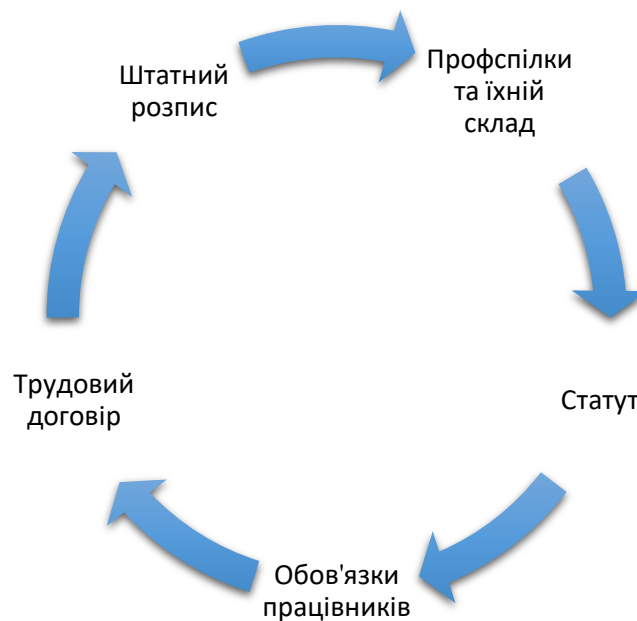 Штатний
розпис
Профспілки
та їхній
склад
Статут
Обов'язки
працівників
Трудовий
договір